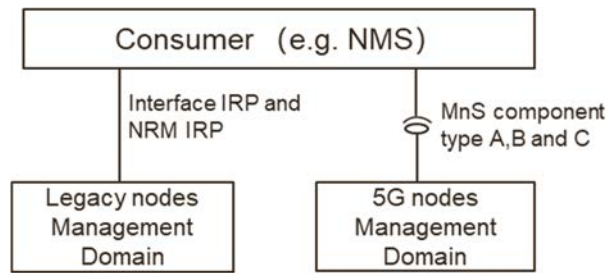 Consumer (e.g. NMS)
Interface IRP and
NRM IRP
MnS component
type A,B and C
Legacy nodes
Management
Domain
5G nodes
Management
Domain